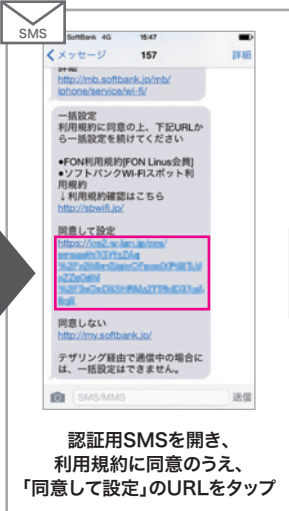 SMS
SoftBank 4G 15:47
メッセージ 157 詳細
詳細
http://mb.softbank.jp/mb/
iphone/service/wi-fi/
一括設定
利用規約に同意の上、下記URLか
ら一括設定を続けてください
●FON利用規約[FON Linus会員]
●ソフトバンクWi-Fiスポット利
用規約
↓利用規約確認はこちら
http://sbwifi.jp/
同意して設定
同意しない
http://my.softbank.jp/
テザリング経由で通信中の場合に
は、一括設定はできません。
SMS/MMS 送信
認証用SMSを開き、
利用規約に同意のうえ、
「同意して設定」のURLをタップ